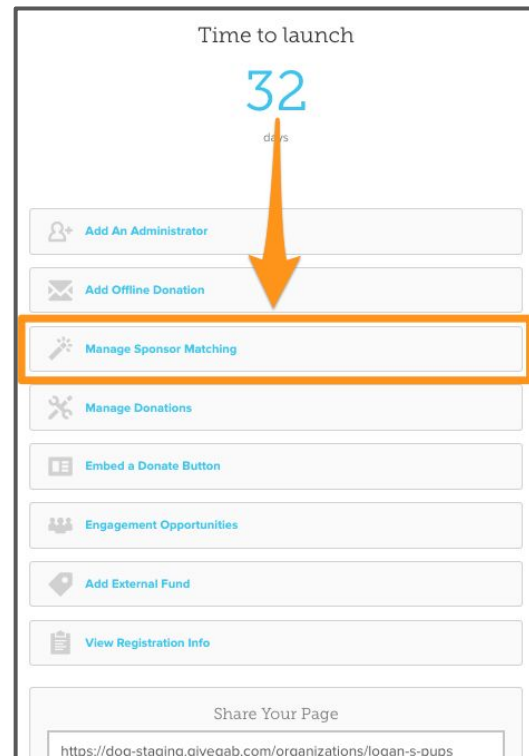 Time to launch
32
days
Add An Administrator
Add Offline Donation
Manage Sponsor Matching
Manage Donations
Embed a Donate Button
Engagement Opportunities
Add External Fund
View Registration Info
Share Your Page
https://dog-staging.givegab.com/organizations/logan-s-pups